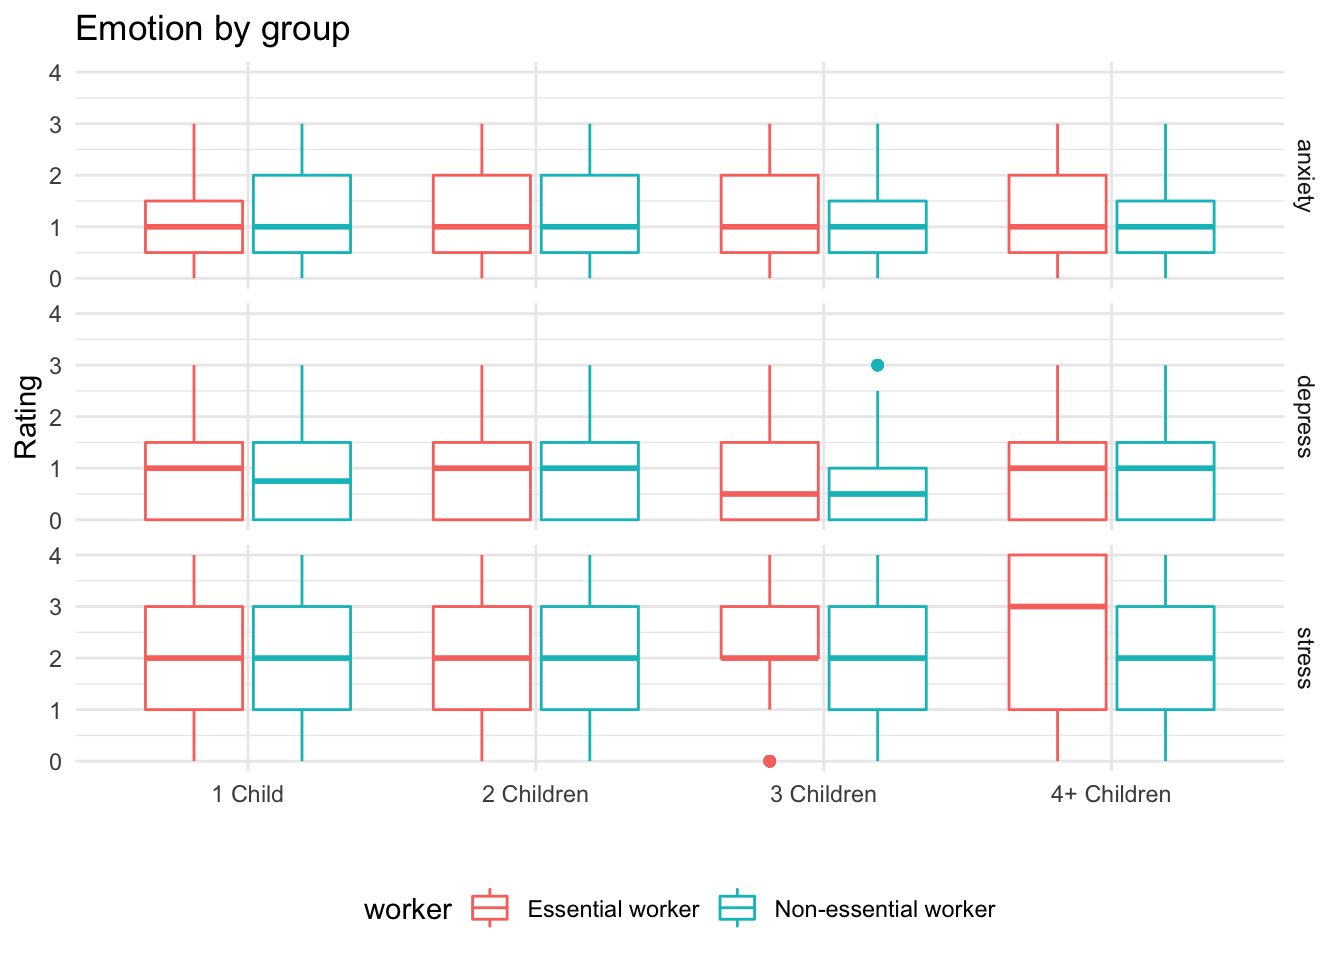 Emotion by group
4
3
2
1
0
anxiety
4
3
2
1
0
depress
Rating
4
3
2
1
0
stress
1 Child 2 Children 3 Children 4+ Children
worker Essential worker Non-essential worker